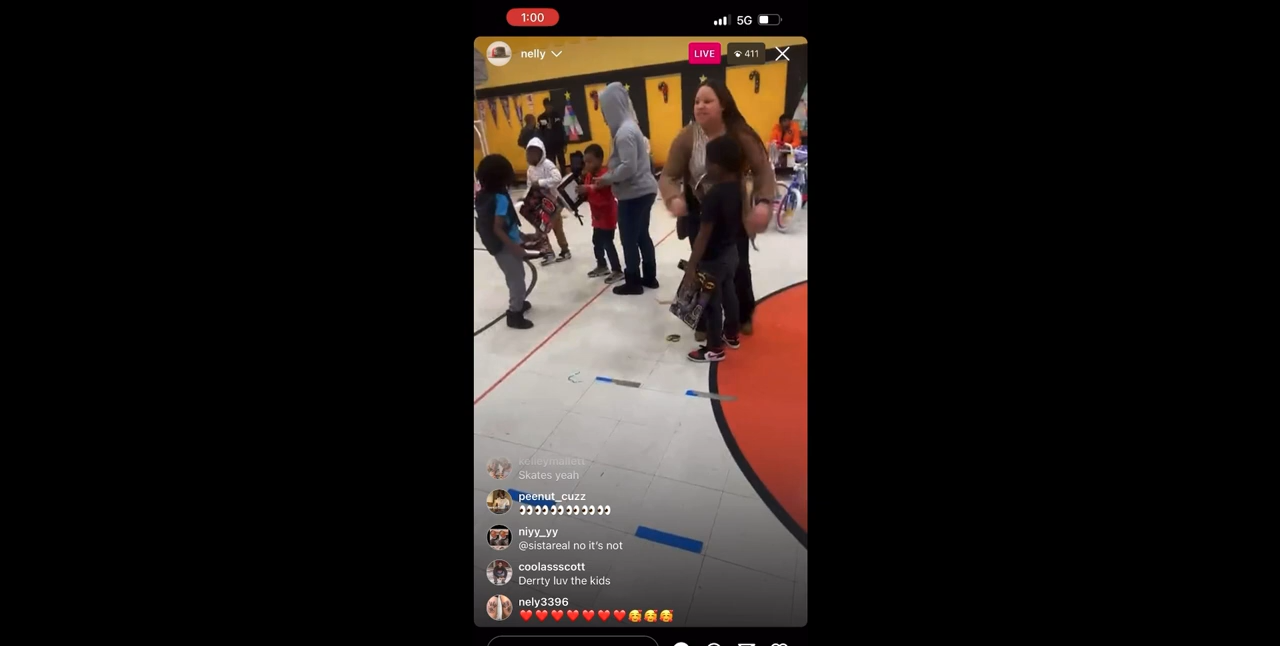 1:00
5G
nelly
LIVE
411
kelleymallett
Skates yeah
peenut_cuzz
👀👀👀👀👀👀👀👀
niyy_yy
@sistareal no it's not
coolassscott
Derrty luv the kids
nely3396
❤️❤️❤️❤️❤️❤️❤️🥰🥰🥰